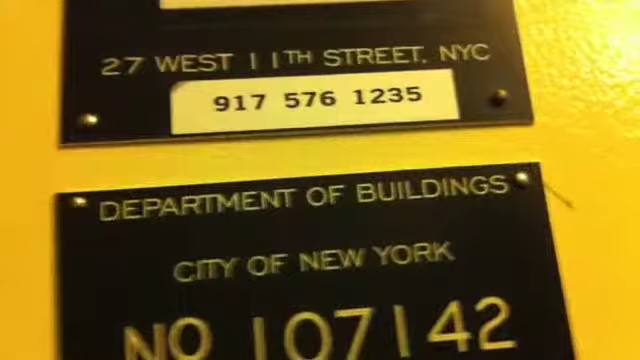 27 WEST 11TH STREET. NYC
917 576 1235
DEPARTMENT OF BUILDINGS
CITY OF NEW YORK
NO 107142